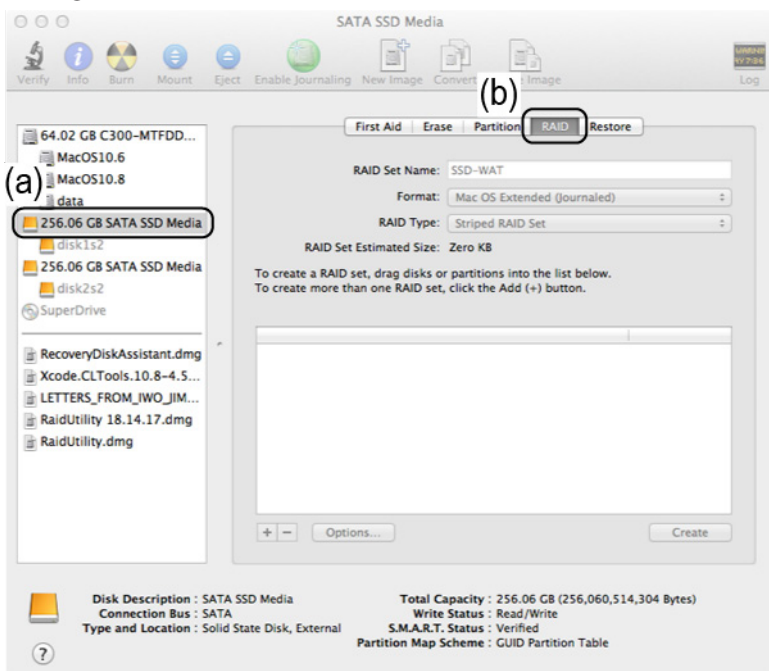 SATA SSD Media
Verify Info Burn Mount Eject Enable Journaling New Image Convert Image Log
(b)
First Aid Erase Partition RAID Restore
64.02 GB C300-MTFDD...
MacOS10.6
(a)
MacOS10.8
data
256.06 GB SATA SSD Media
disk1s2
256.06 GB SATA SSD Media
disk2s2
SuperDrive
RecoveryDiskAssistant.dmg
Xcode.CLTools.10.8-4.5...
LETTERS_FROM_IWO_JIM...
RaidUtility 18.14.17.dmg
RaidUtility.dmg
RAID Set Name: SSD-WAT
Format: Mac OS Extended (Journaled)
RAID Type: Striped RAID Set
RAID Set Estimated Size: Zero KB
To create a RAID set, drag disks or partitions into the list below.
To create more than one RAID set, click the Add (+) button.
+ − Options... Create
Disk Description : SATA SSD Media
Connection Bus : SATA
Type and Location : Solid State Disk, External
Total Capacity : 256.06 GB (256,060,514,304 Bytes)
Write Status : Read/Write
S.M.A.R.T. Status : Verified
Partition Map Scheme : GUID Partition Table
?